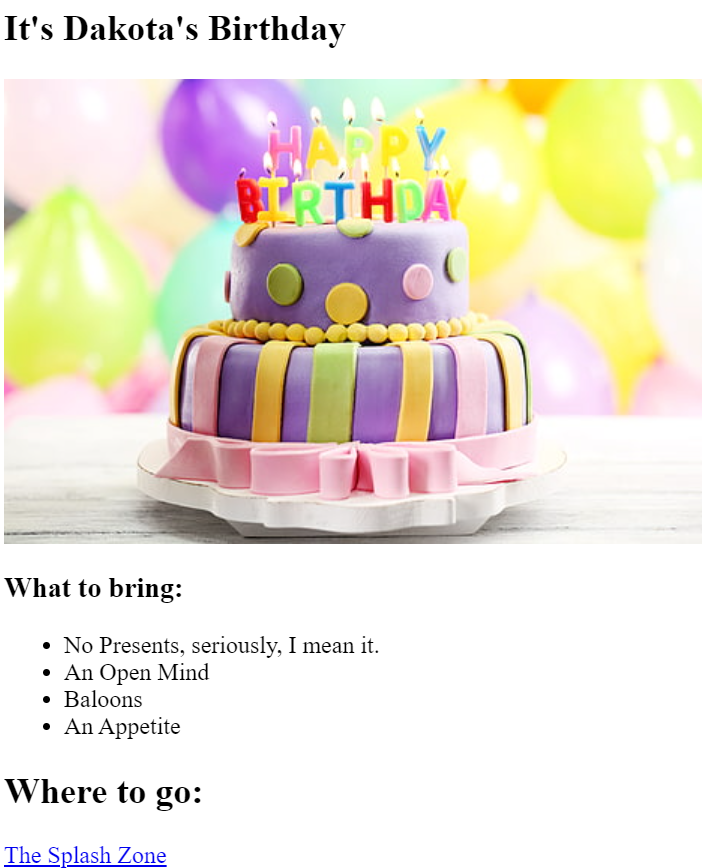 It's Dakota's Birthday
HAPPY
BIRTHDAY
What to bring:
No Presents, seriously, I mean it.
An Open Mind
Baloons
An Appetite
Where to go:
The Splash Zone